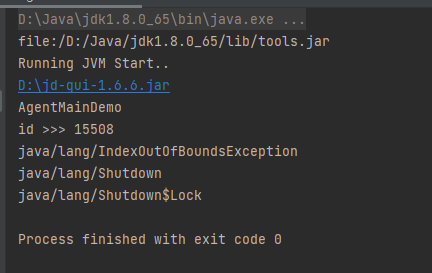 D:\Java\jdk1.8.0_65\bin\java.exe ...
file:/D:/Java/jdk1.8.0_65/lib/tools.jar
Running JVM Start..
D:\jd-gui-1.6.6.jar
AgentMainDemo
id >>> 15508
java/lang/IndexOutOfBoundsException
java/lang/Shutdown
java/lang/Shutdown$Lock
Process finished with exit code 0